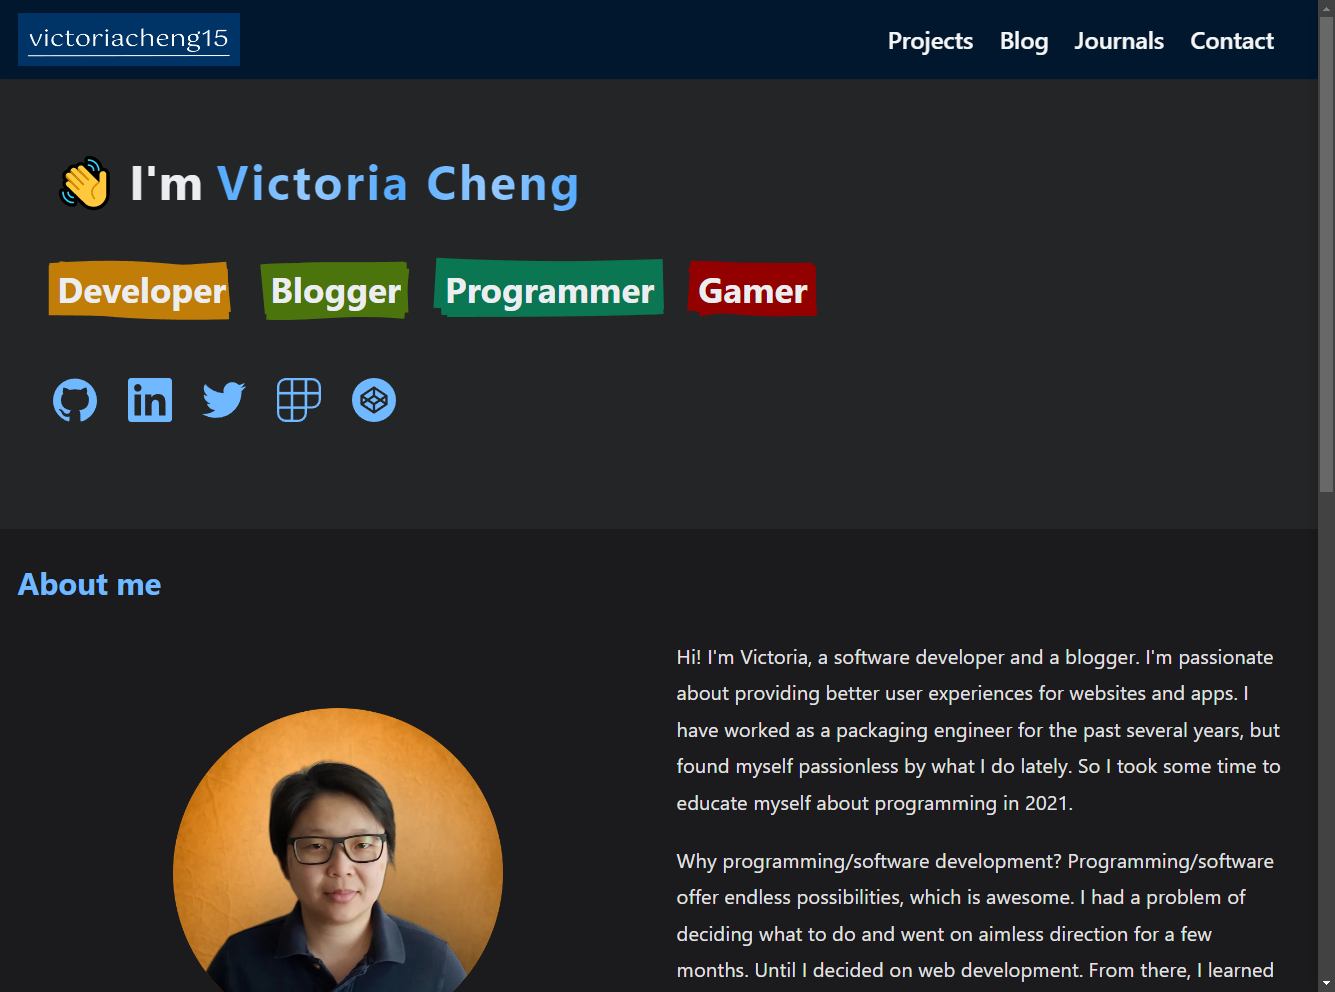 victoriacheng15
Projects Blog Journals Contact
👋 I'm Victoria Cheng
Developer Blogger Programmer Gamer
About me
Hi! I'm Victoria, a software developer and a blogger. I'm passionate
about providing better user experiences for websites and apps. I
have worked as a packaging engineer for the past several years, but
found myself passionless by what I do lately. So I took some time to
educate myself about programming in 2021.
Why programming/software development? Programming/software
offer endless possibilities, which is awesome. I had a problem of
deciding what to do and went on aimless direction for a few
months. Until I decided on web development. From there, I learned